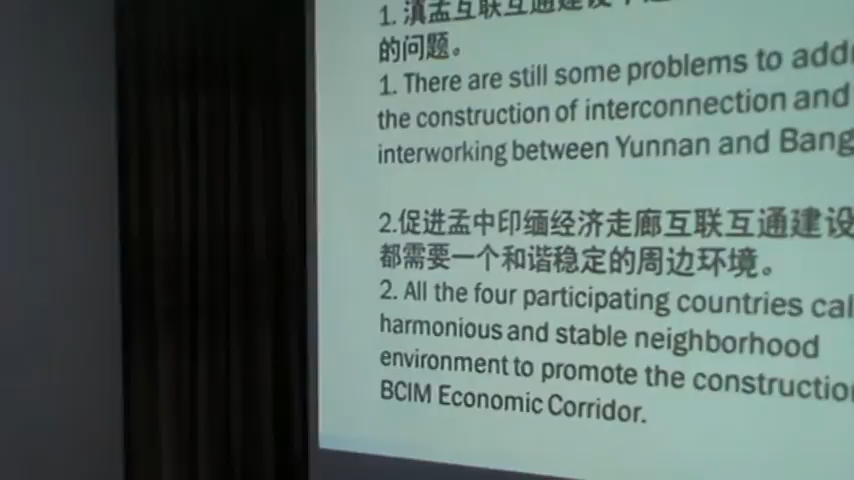 1. 滇孟互联互通建设中
的问题。
1. There are still some problems to
the construction of interconnection and
interworking between Yunnan and
2.促进孟中印缅经济走廊互联互通建设
都需要一个和谐稳定的周边环境。
2. All the four participating countries
harmonious and stable neighborhood
environment to promote the
BCIM Economic Corridor.